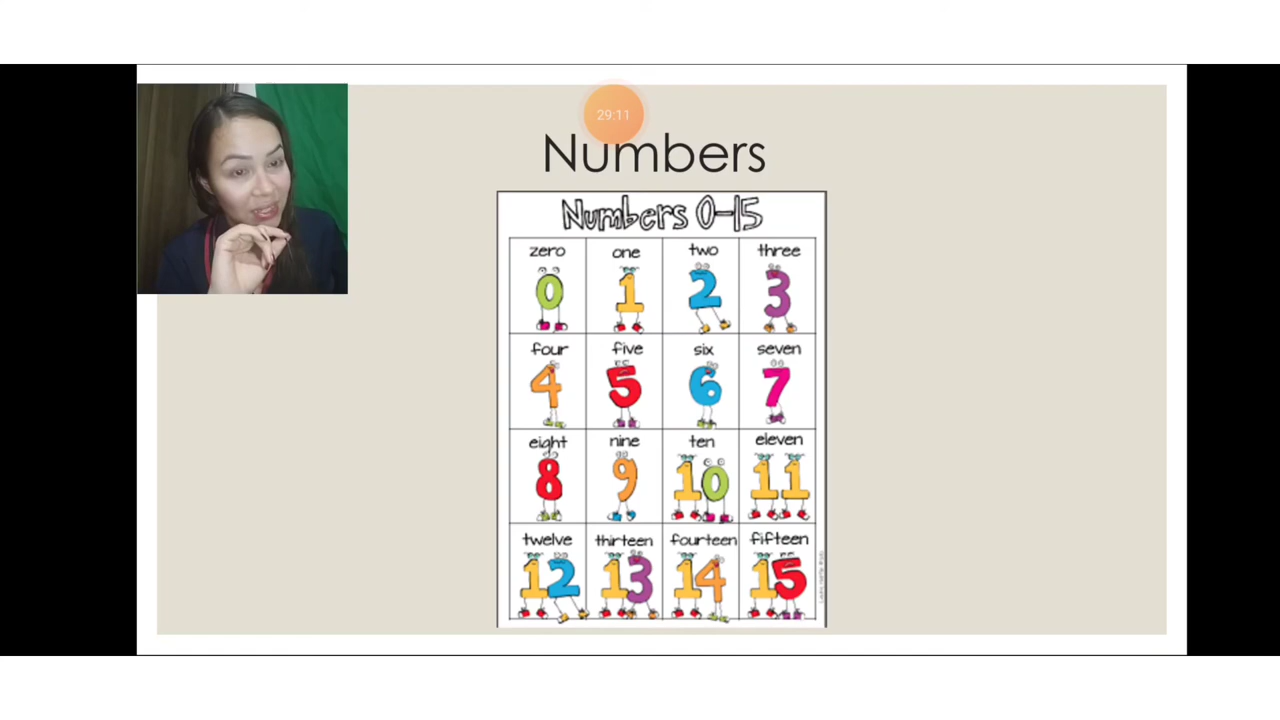 29:11
Numbers
Numbers 0-15
zero one two three
0 1 2 3
four five six seven
4 5 6 7
eight nine ten eleven
8 9 10 11
twelve thirteen fourteen fifteen
12 13 14 15